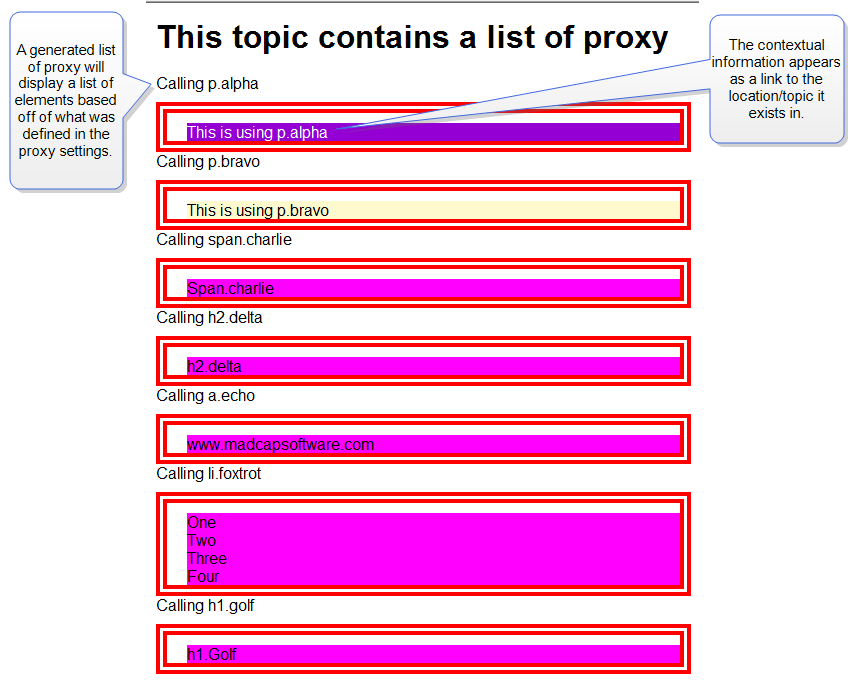 This topic contains a list of proxy
A generated list
of proxy will
display a list of
elements based
off of what was
defined in the
proxy settings.
The contextual
information appears
as a link to the
location/topic it
exists in.
Calling p.alpha
This is using p.alpha
Calling p.bravo
This is using p.bravo
Calling span.charlie
Span.charlie
Calling h2.delta
h2.delta
Calling a.echo
www.madcapsoftware.com
Calling li.foxtrot
One
Two
Three
Four
Calling h1.golf
h1.Golf